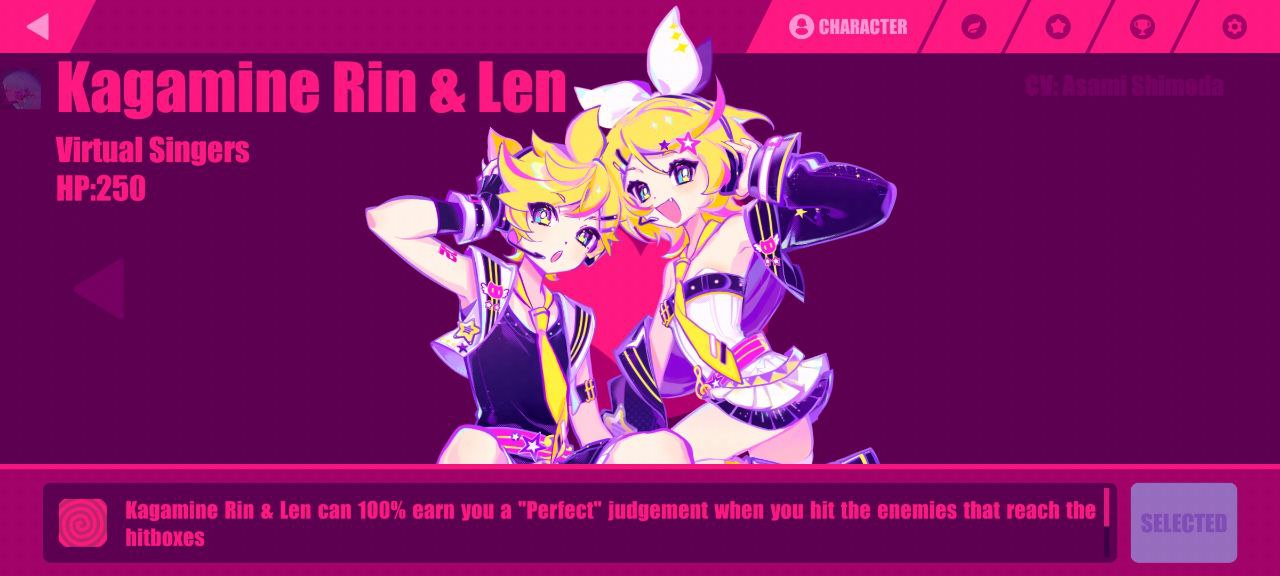 CHARACTER
Kagamine Rin & Len
CV: Asami Shimoda
Virtual Singers
HP:250
Kagamine Rin & Len can 100% earn you a "Perfect" judgement when you hit the enemies that reach the
hitboxes
SELECTED